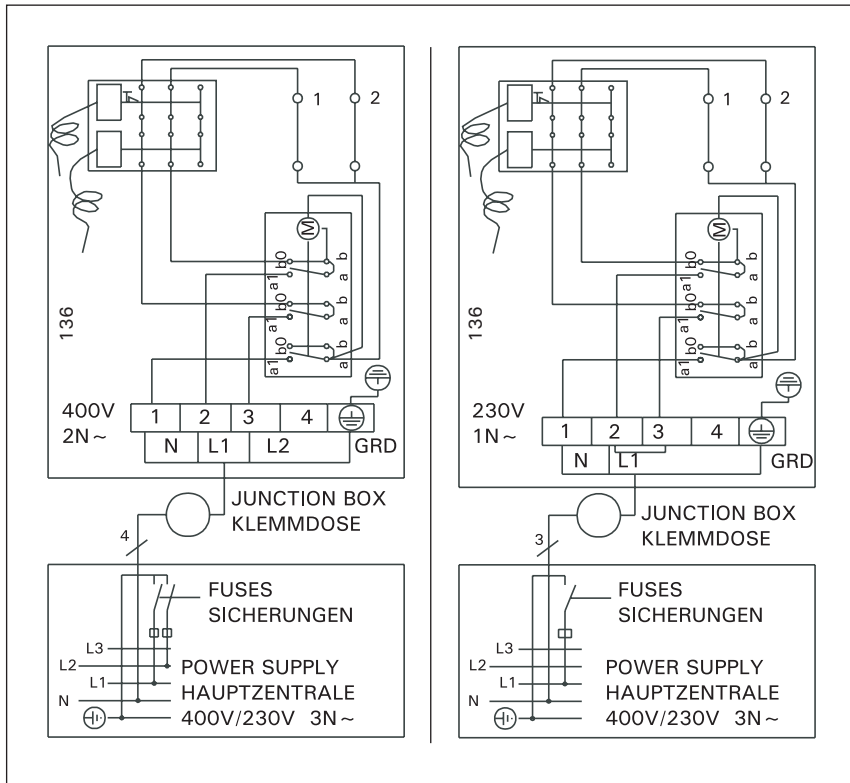 1 2
M
b0 b
a1 a
b0 b
a1 a
b0 b
a1 a
136
400V
2N~
1 2 3 4
N L1 L2 GRD
JUNCTION BOX
KLEMMDOSE
4
FUSES
SICHERUNGEN
L3
L2
L1
N
POWER SUPPLY
HAUPTZENTRALE
400V/230V 3N~
1 2
M
b0 b
a1 a
b0 b
a1 a
b0 b
a1 a
136
230V
1N~
1 2 3 4
N L1 GRD
JUNCTION BOX
KLEMMDOSE
3
FUSES
SICHERUNGEN
L3
L2
L1
N
POWER SUPPLY
HAUPTZENTRALE
400V/230V 3N~